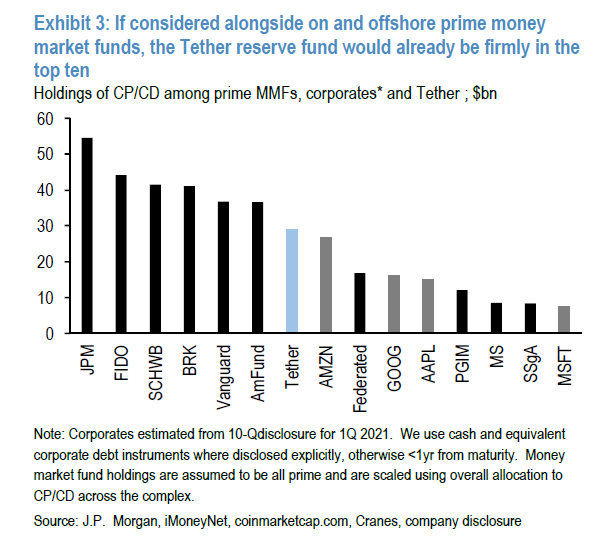 Exhibit 3: If considered alongside on and offshore prime money
market funds, the Tether reserve fund would already be firmly in the
top ten
Holdings of CP/CD among prime MMFs, corporates* and Tether ; $bn
60
50
40
30
20
10
0
JPM
FIDO
SCHWB
BRK
Vanguard
AmFund
Tether
AMZN
Federated
GOOG
AAPL
PGIM
MS
SSgA
MSFT
Note: Corporates estimated from 10-Qdisclosure for 1Q 2021. We use cash and equivalent
corporate debt instruments where disclosed explicitly, otherwise <1yr from maturity. Money
market fund holdings are assumed to be all prime and are scaled using overall allocation to
CP/CD across the complex.
Source: J.P. Morgan, iMoneyNet, coinmarketcap.com, Cranes, company disclosure